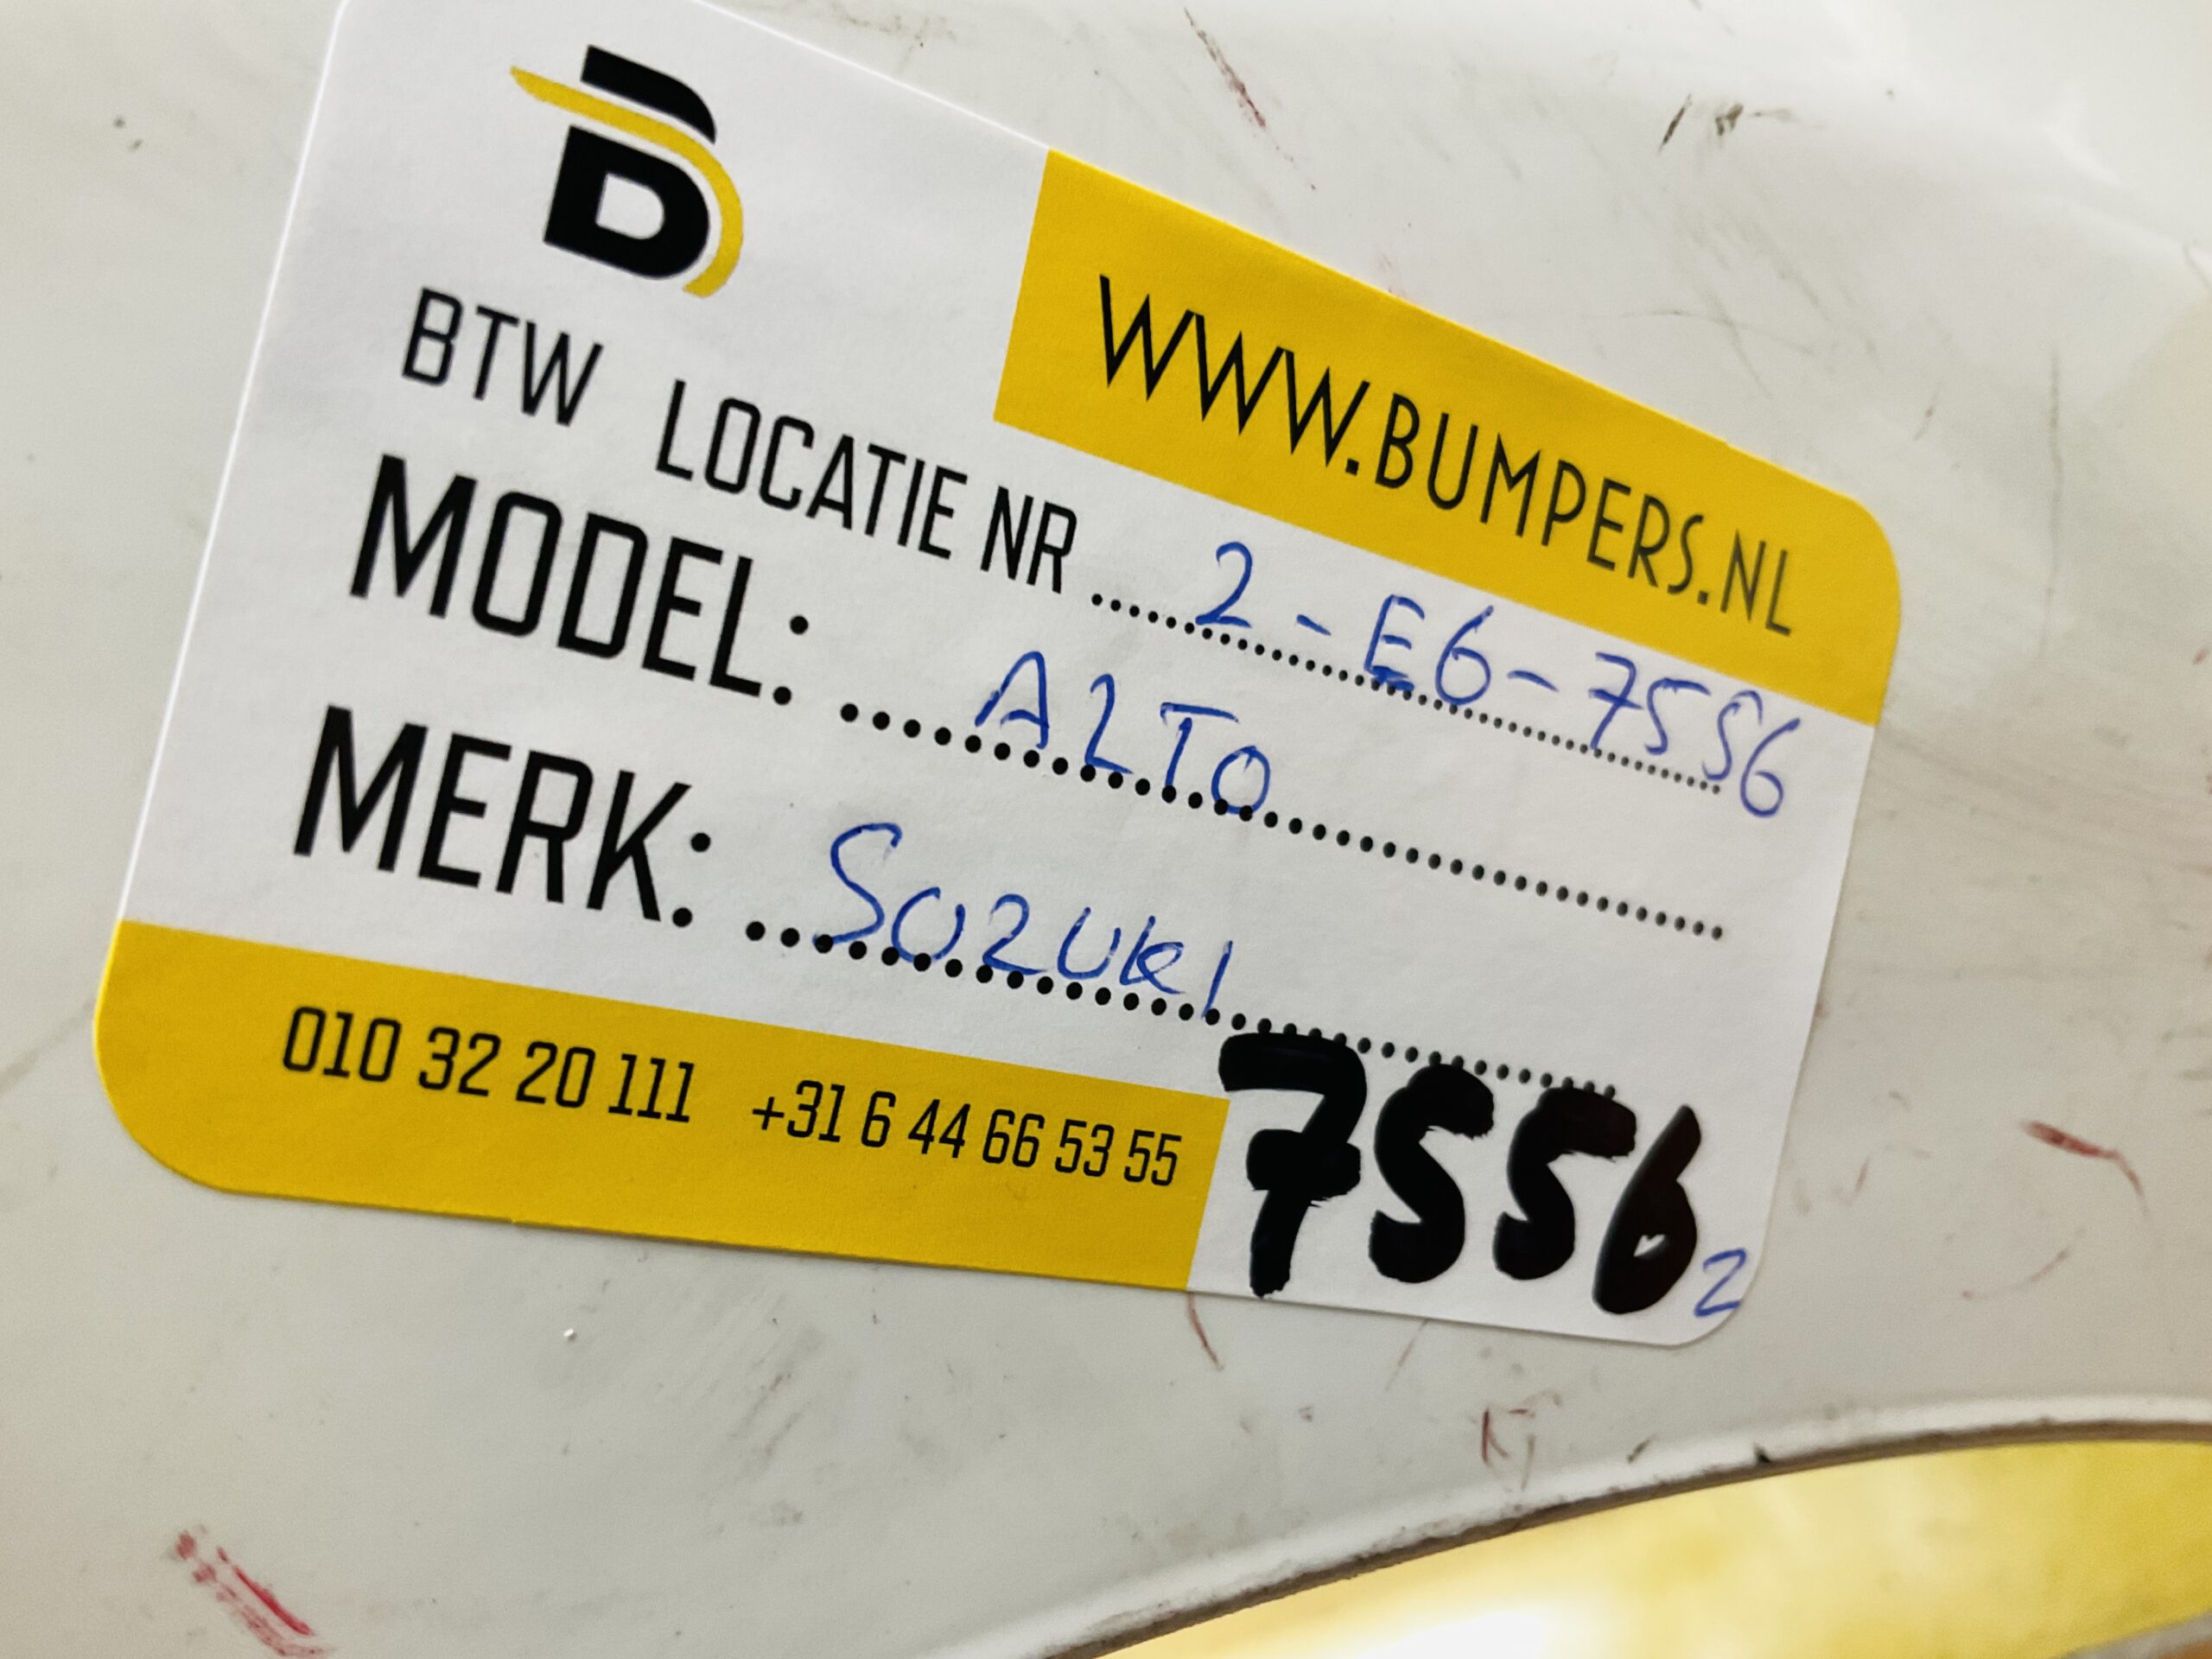 B
WWW.BUMPERS.NL
BTW LOCATIE NR ..... 2-E6-7556
MODEL: .... ALTO
MERK: ... SUZUKI
010 32 20 111 +31 6 44 66 53 55
7556 2